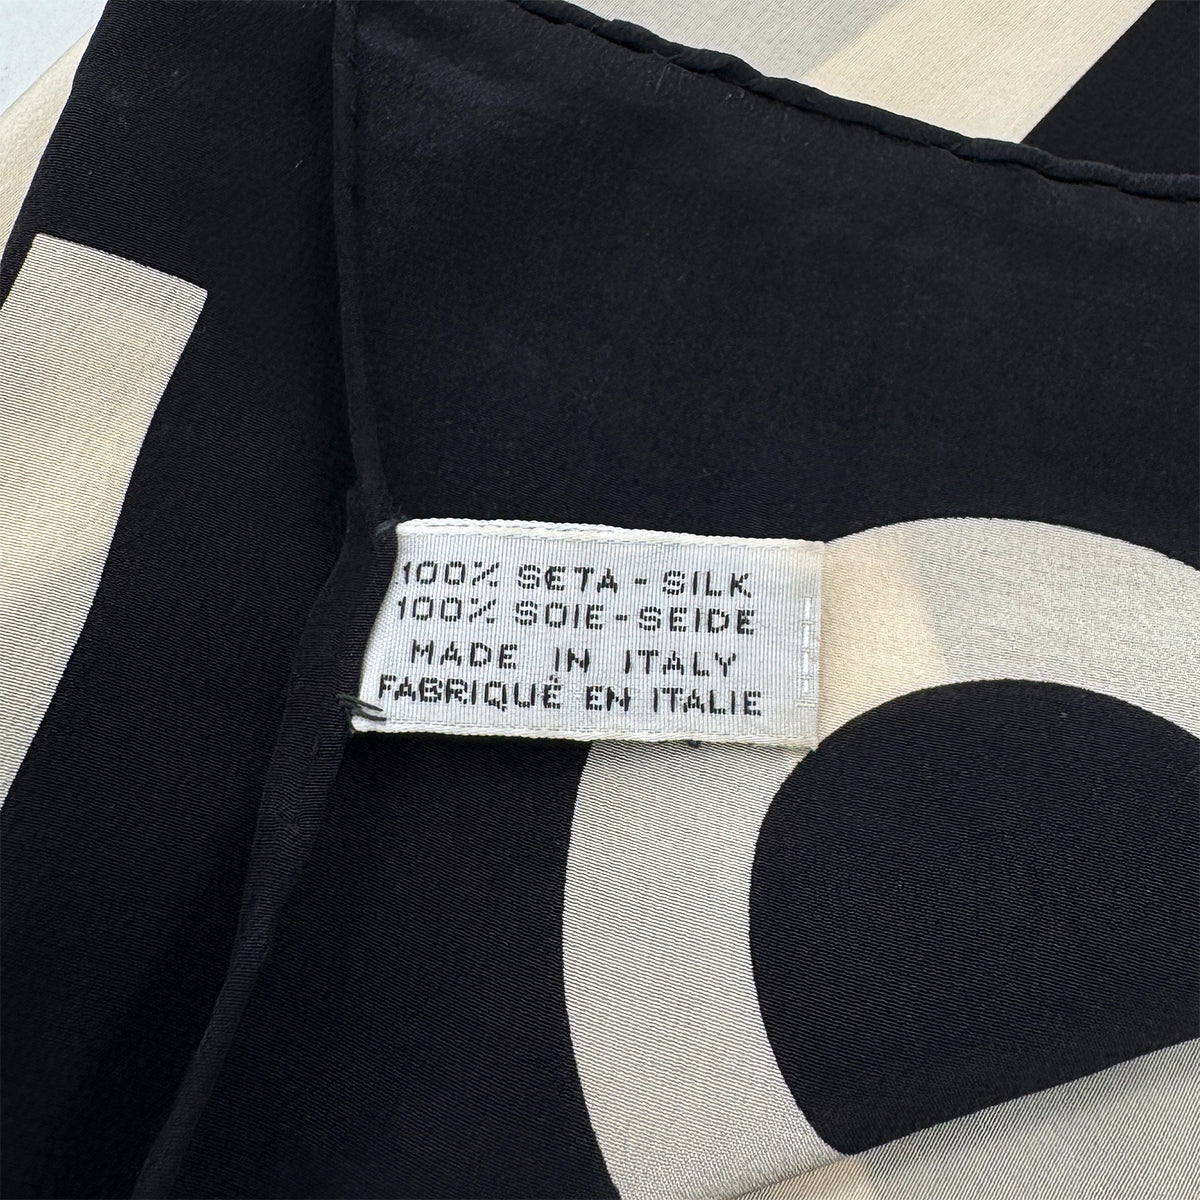 100% SETA - SILK
100% SOIE-SEIDE
MADE IN ITALY
FABRIQUÉ EN ITALIE